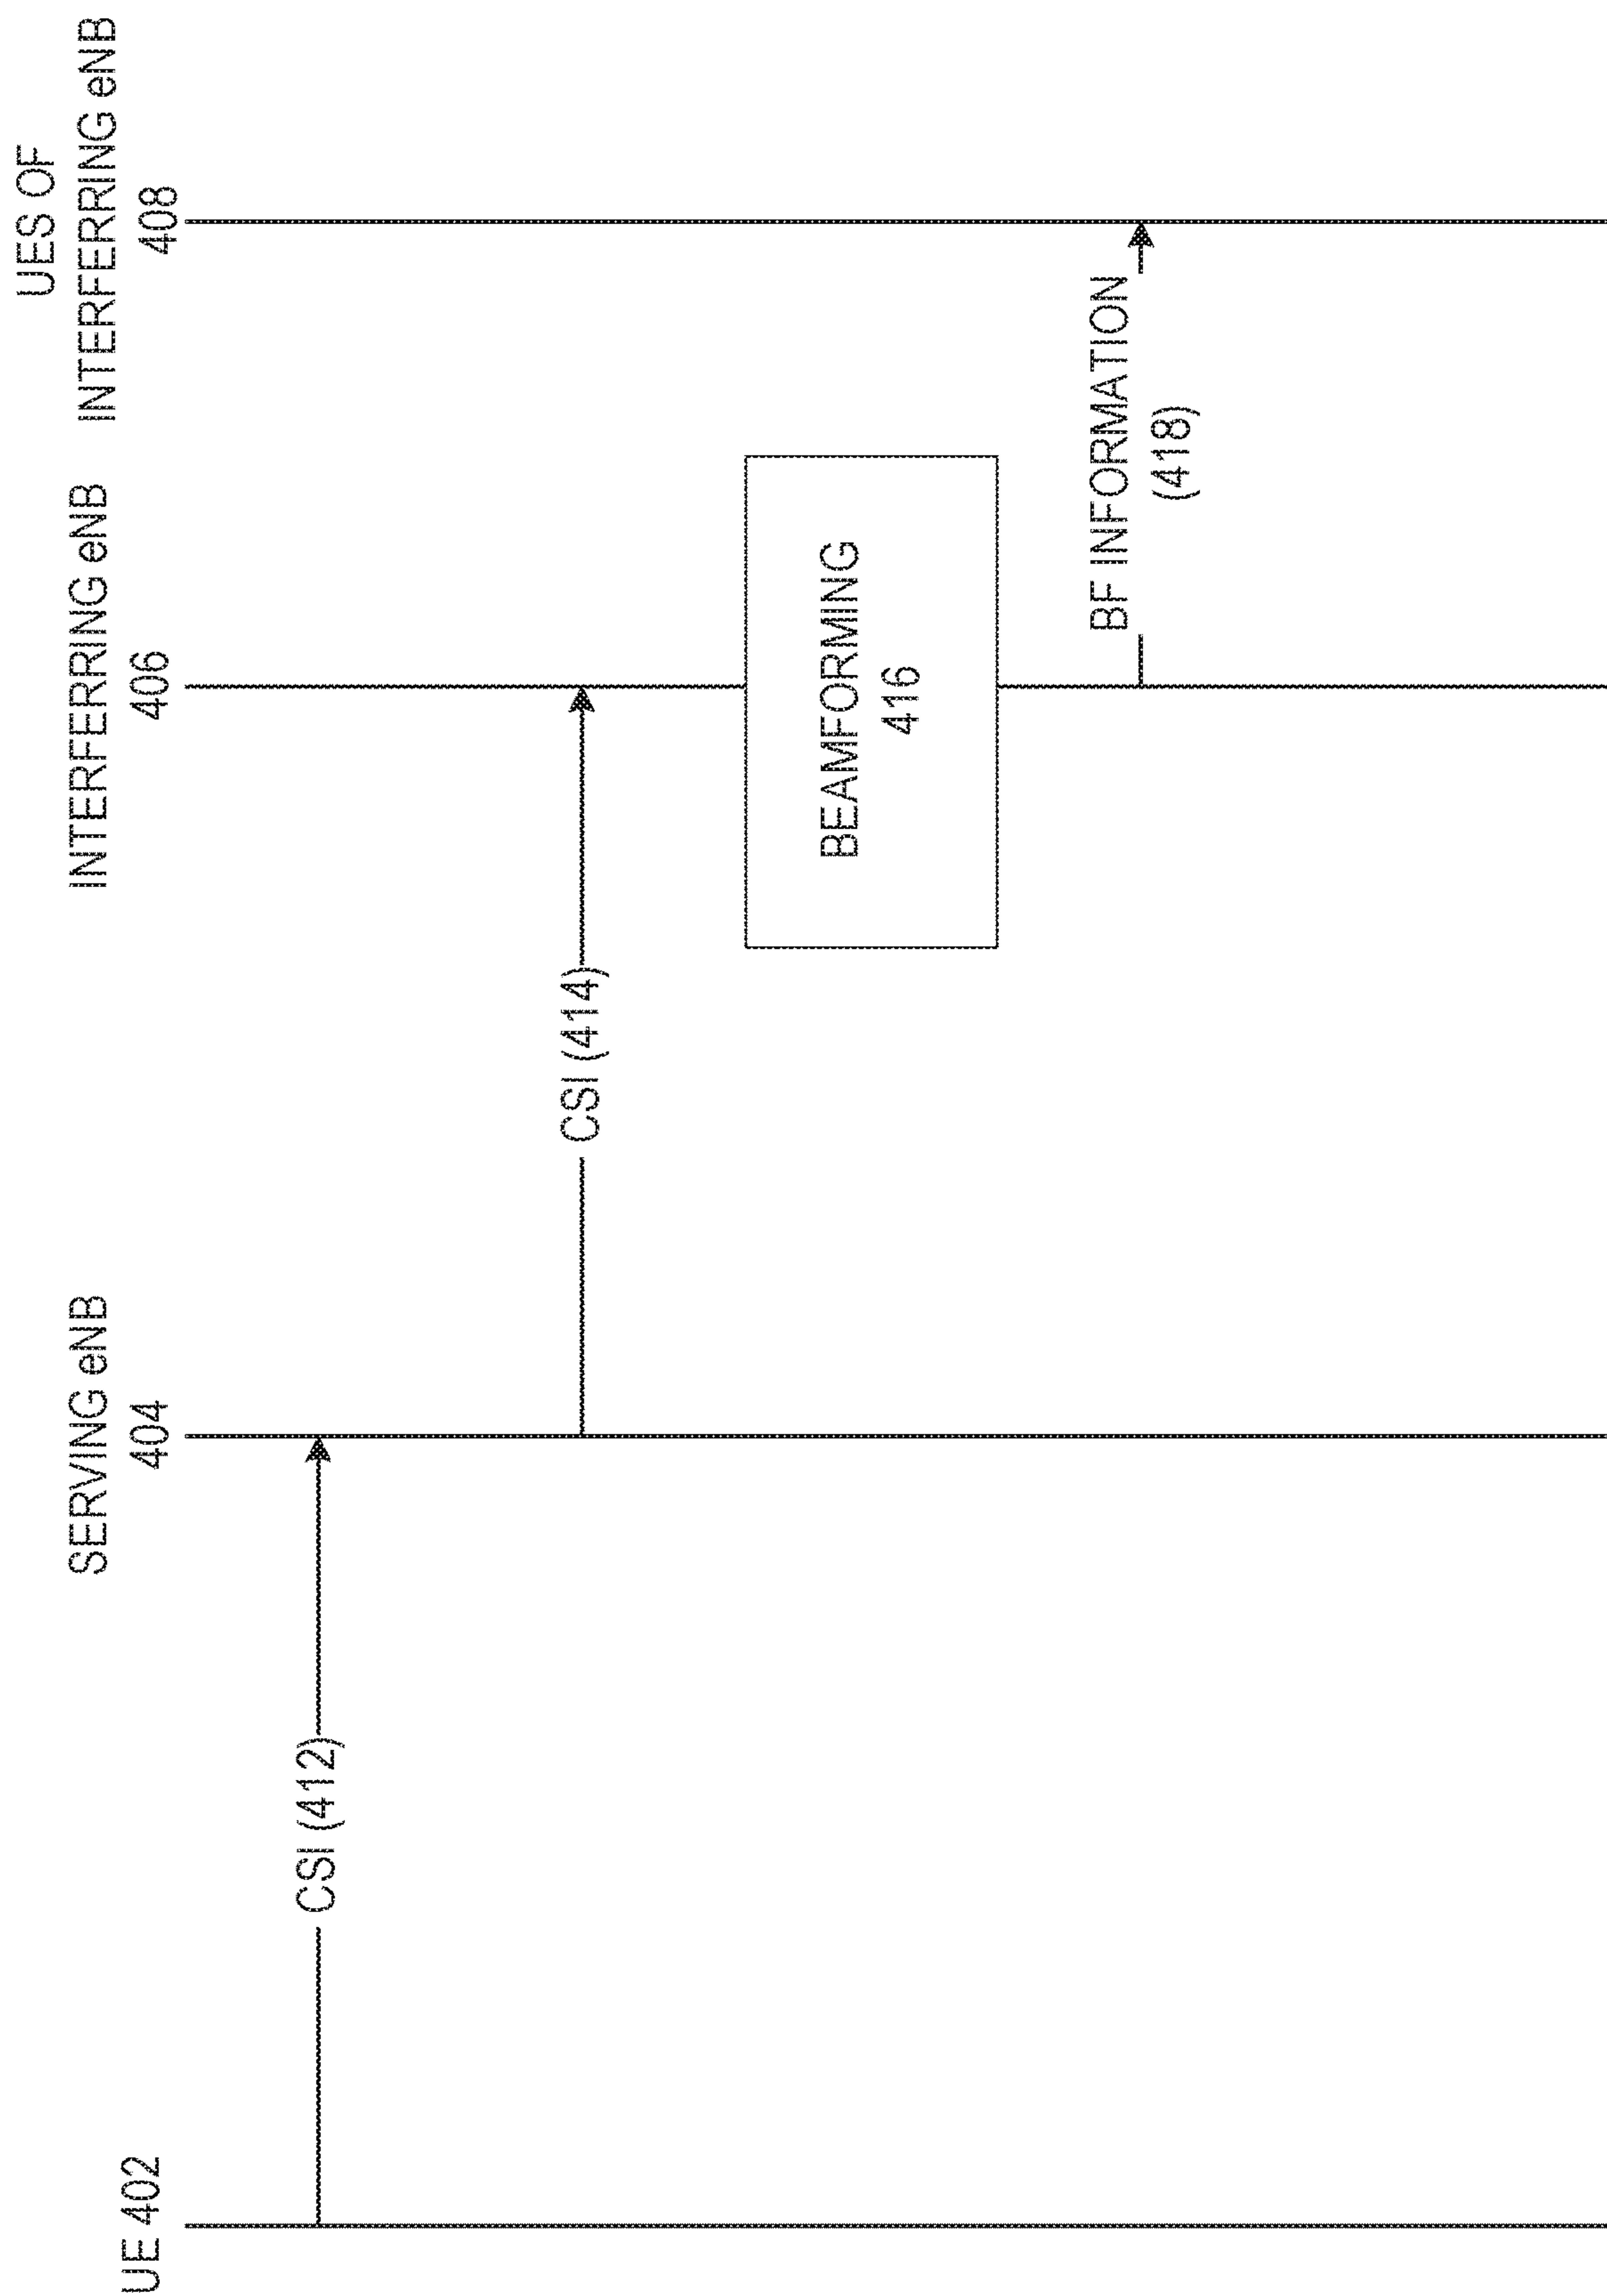 UE 402
SERVING eNB
404
INTERFERRING eNB
406
UES OF
INTERFERRING eNB
408
CSI (412)
CSI (414)
BEAMFORMING
416
BF INFORMATION
(418)